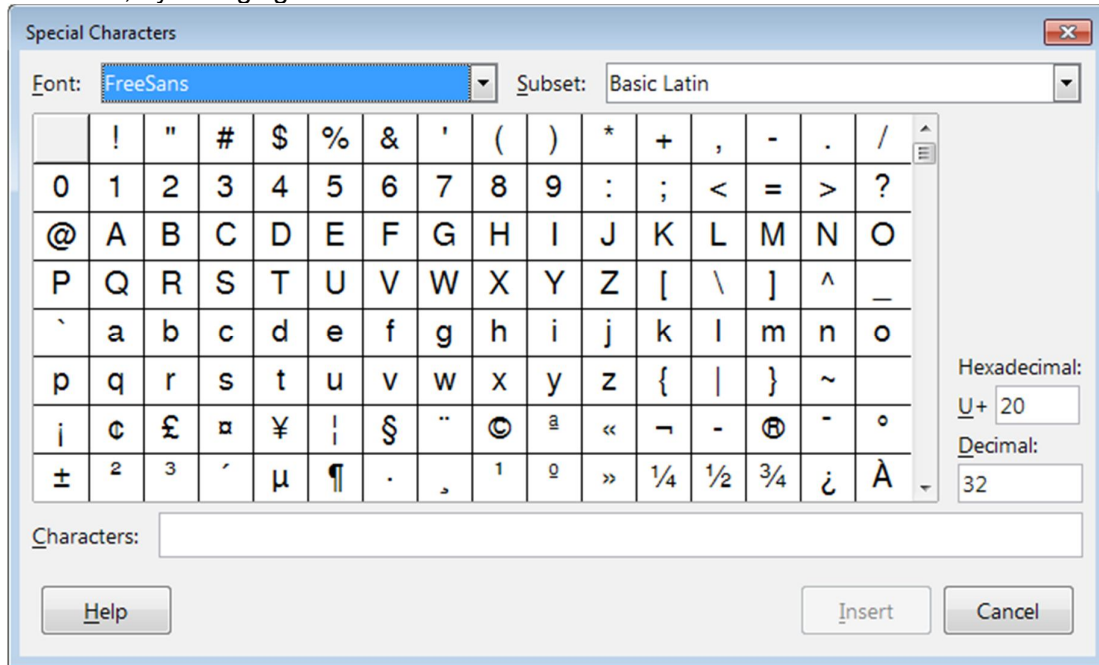 Special Characters
Font: FreeSans Subset: Basic Latin
! " # $ % & ' ( ) * + , - . /
0 1 2 3 4 5 6 7 8 9 : ; < = > ?
@ A B C D E F G H I J K L M N O
P Q R S T U V W X Y Z [ \ ] ^ _
` a b c d e f g h i j k l m n o
p q r s t u v w x y z { | } ~
¡ ¢ £ ¤ ¥ ¦ § ¨ © ª « ¬ - ® ¯ °
± ² ³ ´ µ ¶ · ¸ ¹ º » ¼ ½ ¾ ¿ À
Hexadecimal:
U+ 20
Decimal:
32
Characters:
Help Insert Cancel